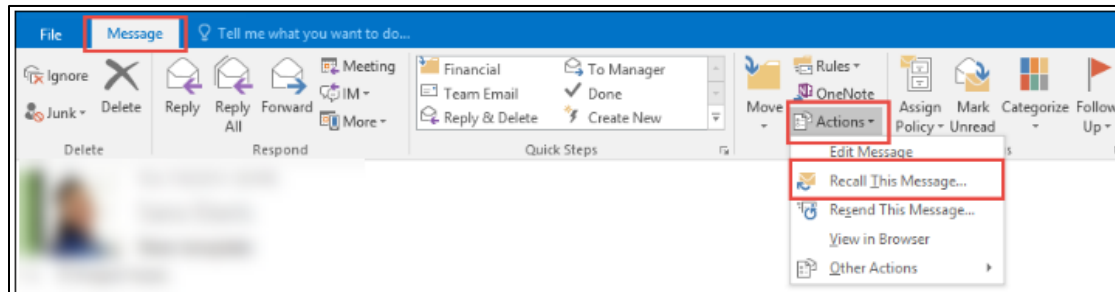 File Message Tell me what you want to do...
Ignore
Junk
Delete
Reply
Reply All
Forward
Meeting
IM
More
Financial To Manager
Team Email Done
Reply & Delete Create New
Move
Rules
OneNote
Actions
Assign Policy
Mark Unread
Categorize
Follow Up
Delete Respond Quick Steps s
Edit Message
Recall This Message...
Resend This Message...
View in Browser
Other Actions